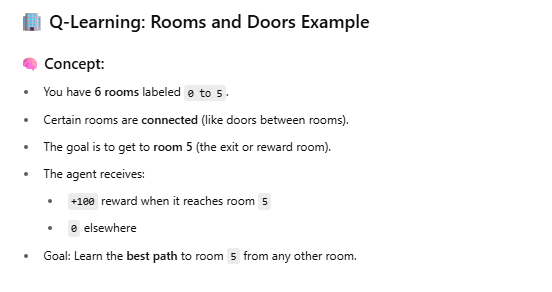 🏢 Q-Learning: Rooms and Doors Example
🧠 Concept:
• You have 6 rooms labeled 0 to 5.
• Certain rooms are connected (like doors between rooms).
• The goal is to get to room 5 (the exit or reward room).
• The agent receives:
• +100 reward when it reaches room 5
• 0 elsewhere
• Goal: Learn the best path to room 5 from any other room.